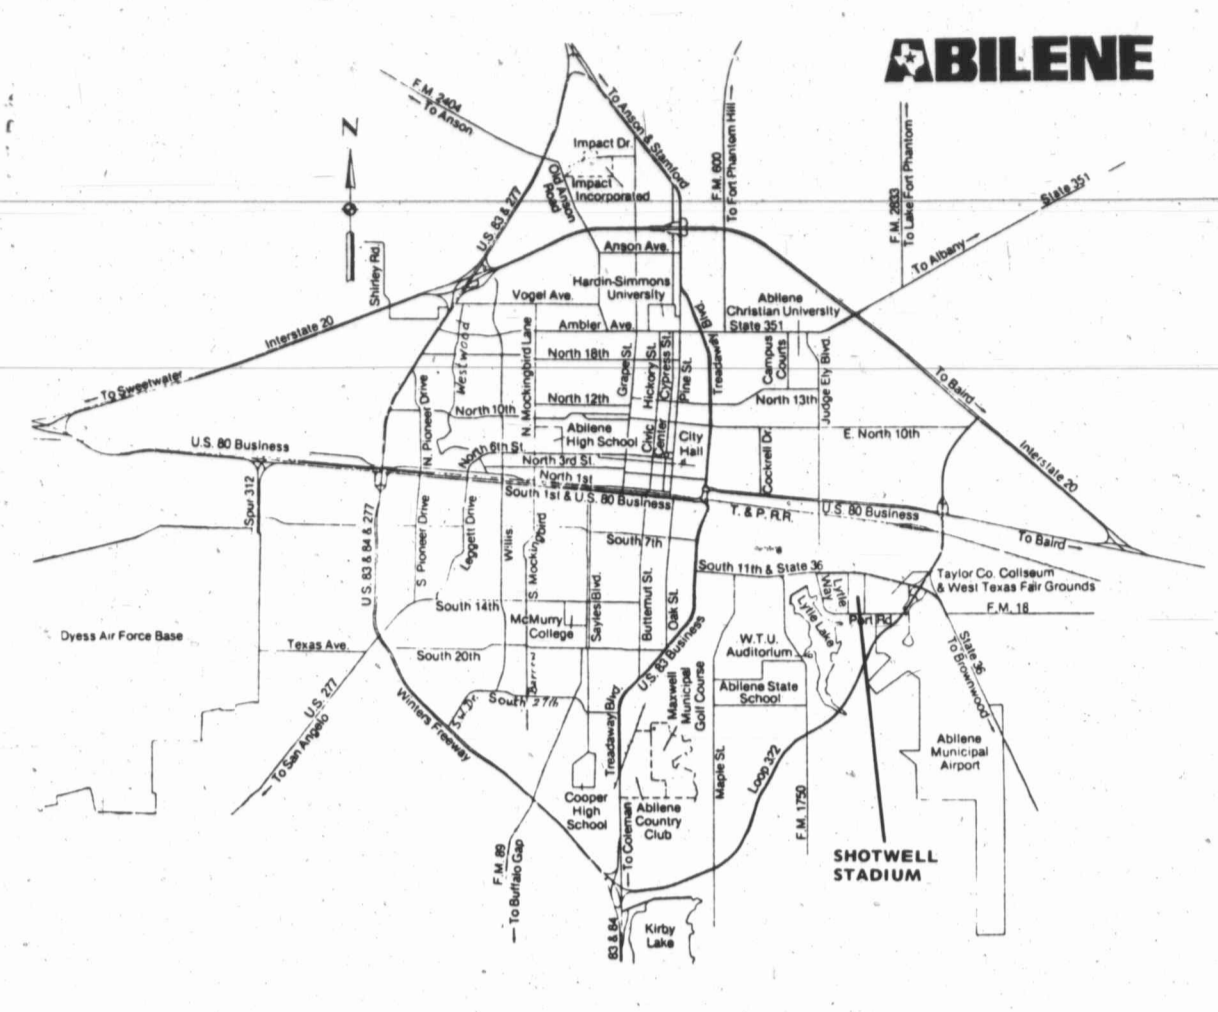 ABILENE
F.M. 2404
← To Anson
N
← To Anson & Stamford
Impact Dr.
Impact
Incorporated
Old Anson
Road
U.S. 83 & 277
F.M. 600
To Fort Phantom Hill →
F.M. 2833
To Lake Fort Phantom →
State 351
To Albany →
Shirley Rd.
Anson Ave.
Hardin-Simmons
University
Vogel Ave.
Abilene
Christian University
State 351
Ambler Ave.
Treadaway Blvd.
Interstate 20
← To Sweetwater
Westwood
N. Mockingbird Lane
North 18th
Grape St.
Hickory St.
Cypress St.
Pine St.
Campus
Courts
Judge Ely Blvd.
To Baird →
N. Pioneer Drive
North 12th
North 13th
North 10th
Abilene
High School
Civic
Center
City
Hall
E. North 10th
Cockrell Dr.
U.S. 80 Business
North 6th St.
North 3rd St.
North 1st
South 1st & U.S. 80 Business
Interstate 20
T. & P. R.R.
U.S. 80 Business
To Baird →
Spur 312
U.S. 83 & 84 & 277
S. Pioneer Drive
Leggett Drive
Willis
S. Mockingbird
South 7th
South 11th & State 36
Taylor Co. Coliseum
& West Texas Fair Grounds
F.M. 18
Lytle
Way
Lytle Lake
Port Rd.
South 14th
McMurry
College
Sayles Blvd.
Butternut St.
Oak St.
U.S. 83 Business
Dyess Air Force Base
Texas Ave.
South 20th
W.T.U.
Auditorium
State 36
To Brownwood →
U.S. 277
← To San Angelo
Winters Freeway
S.W. Dr.
Barrow
South 27th
Treadaway Blvd.
Maxwell
Municipal
Golf Course
Abilene State
School
Abilene
Municipal
Airport
Loop 322
Maple St.
F.M. 1750
Cooper
High
School
Abilene
Country
Club
← To Coleman
F.M. 89
← To Buffalo Gap
SHOTWELL
STADIUM
83 & 84
Kirby
Lake